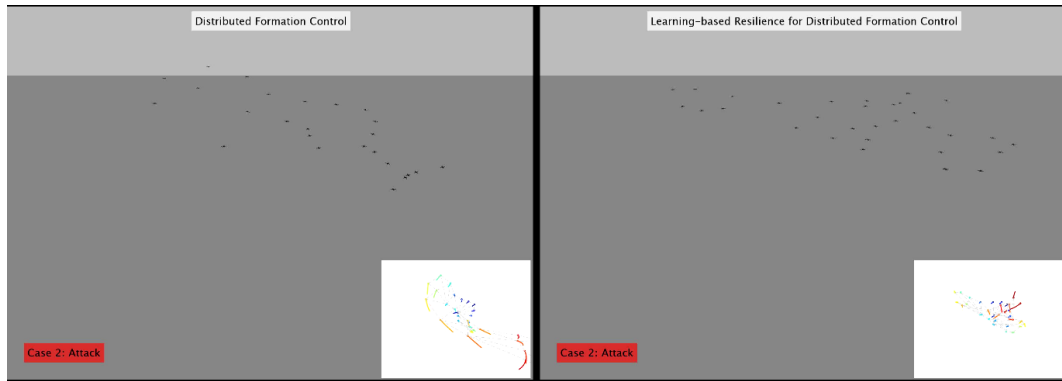 Distributed Formation Control
Learning-based Resilience for Distributed Formation Control
Case 2: Attack
Case 2: Attack